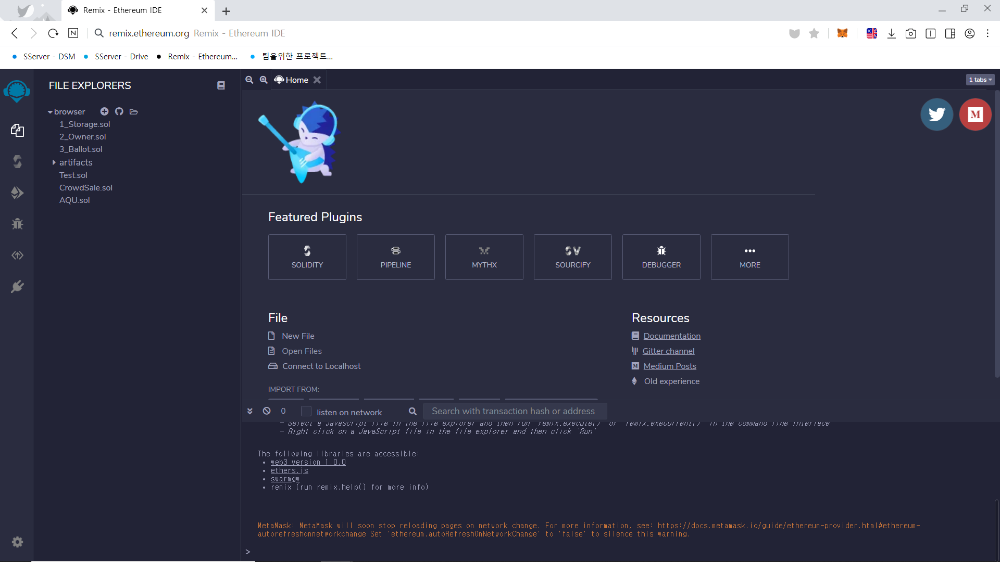 Remix - Ethereum IDE
remix.ethereum.org Remix - Ethereum IDE
SServer - DSM SServer - Drive Remix - Ethereum... 팀을위한 프로젝트...
FILE EXPLORERS
Home
1 tabs
browser
1_Storage.sol
2_Owner.sol
3_Ballot.sol
artifacts
Test.sol
CrowdSale.sol
AQU.sol
Featured Plugins
SOLIDITY PIPELINE MYTHX SOURCIFY DEBUGGER MORE
File
New File
Open Files
Connect to Localhost
IMPORT FROM:
Resources
Documentation
Gitter channel
Medium Posts
Old experience
0 listen on network Search with transaction hash or address
- Select a JavaScript file in the file explorer and then run `remix.execute()` or `remix.exeCurrent()` in the command line interface
- Right click on a JavaScript file in the file explorer and then click `Run`
The following libraries are accessible:
• web3 version 1.0.0
• ethers.js
• swarmgw
• remix (run remix.help() for more info)
MetaMask: MetaMask will soon stop reloading pages on network change. For more information, see: https://docs.metamask.io/guide/ethereum-provider.html#ethereum-
autorefreshonnetworkchange Set 'ethereum.autoRefreshOnNetworkChange' to 'false' to silence this warning.
>